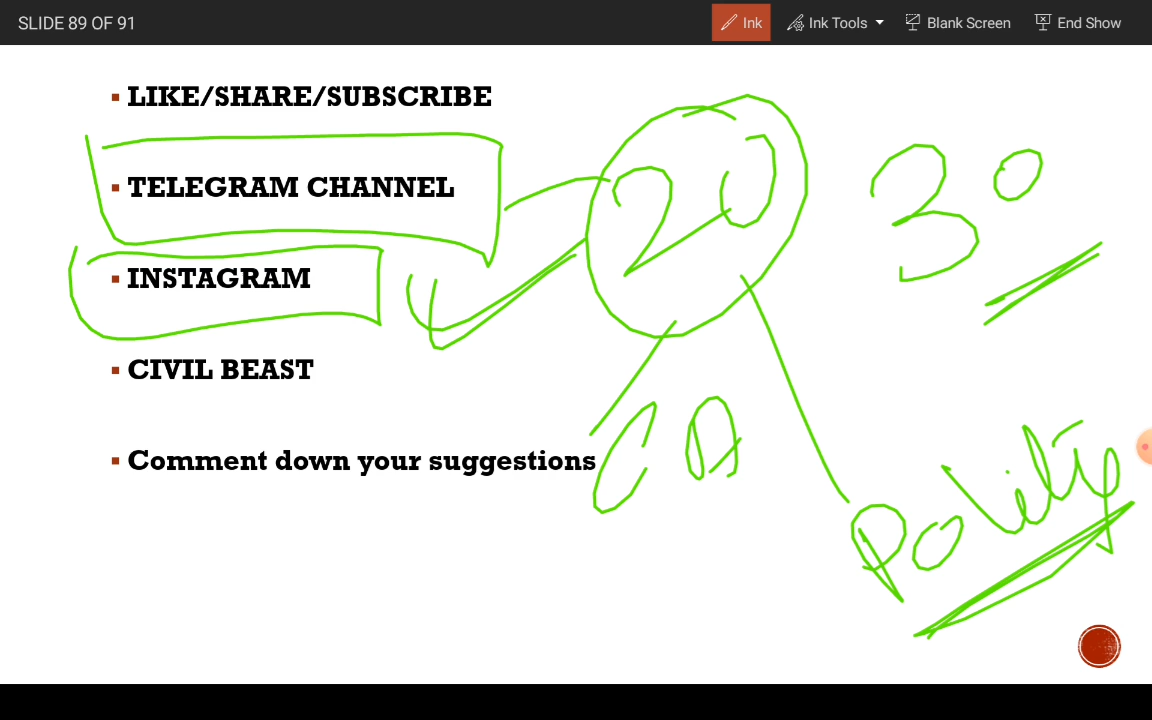 SLIDE 89 OF 91
Ink
Ink Tools
Blank Screen
End Show
▪ LIKE/SHARE/SUBSCRIBE
▪ TELEGRAM CHANNEL
20
30
▪ INSTAGRAM
▪ CIVIL BEAST
CA
▪ Comment down your suggestions
Polity